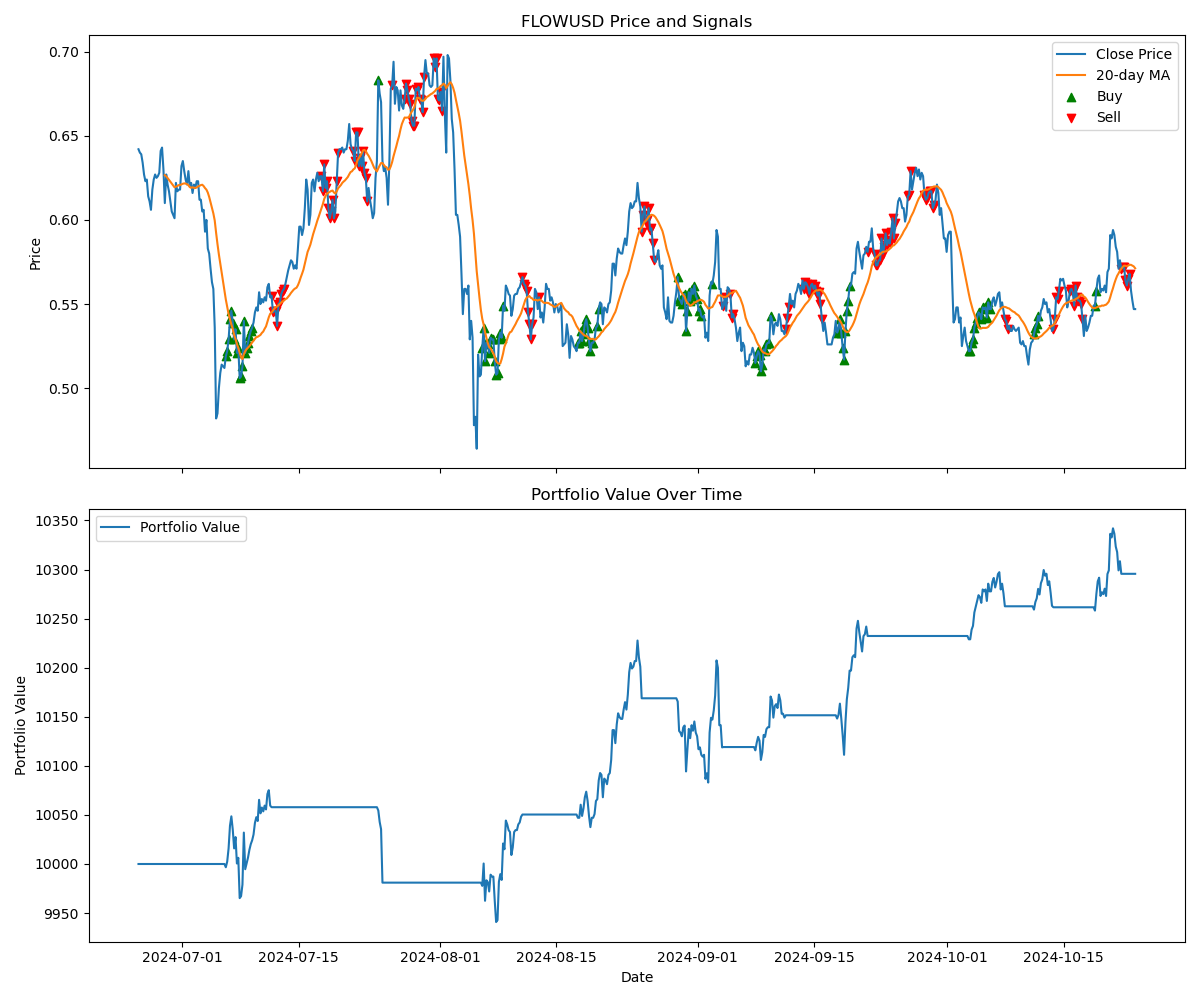 FLOWUSD Price and Signals
Price
0.70
0.65
0.60
0.55
0.50
Close Price
20-day MA
Buy
Sell
Portfolio Value Over Time
Portfolio Value
10350
10300
10250
10200
10150
10100
10050
10000
9950
Portfolio Value
2024-07-01
2024-07-15
2024-08-01
2024-08-15
2024-09-01
2024-09-15
2024-10-01
2024-10-15
Date